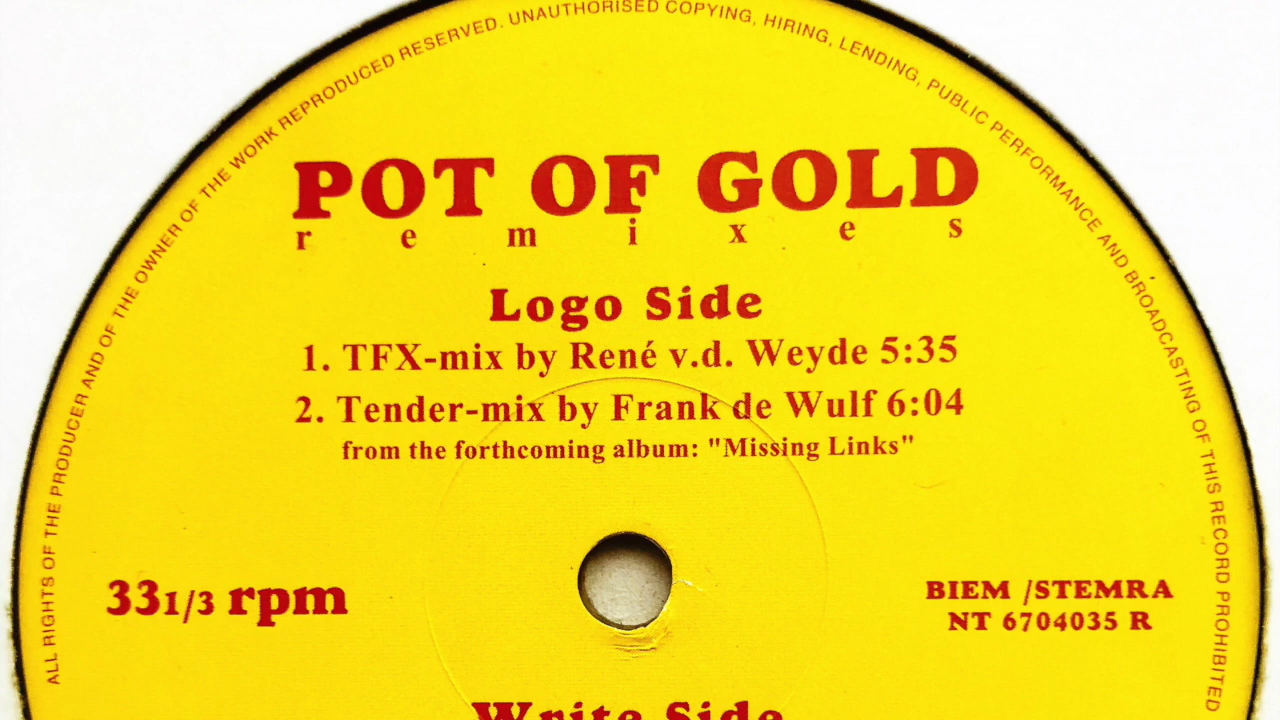 ALL RIGHTS OF THE PRODUCER AND OF THE OWNER OF THE WORK REPRODUCED RESERVED. UNAUTHORISED COPYING, HIRING, LENDING, PUBLIC PERFORMANCE AND BROADCASTING OF THIS RECORD PROHIBITED
POT OF GOLD
remixes
Logo Side
1. TFX-mix by René v.d. Weyde 5:35
2. Tender-mix by Frank de Wulf 6:04
from the forthcoming album: "Missing Links"
33 1/3 rpm
BIEM /STEMRA
NT 6704035 R
Write Side